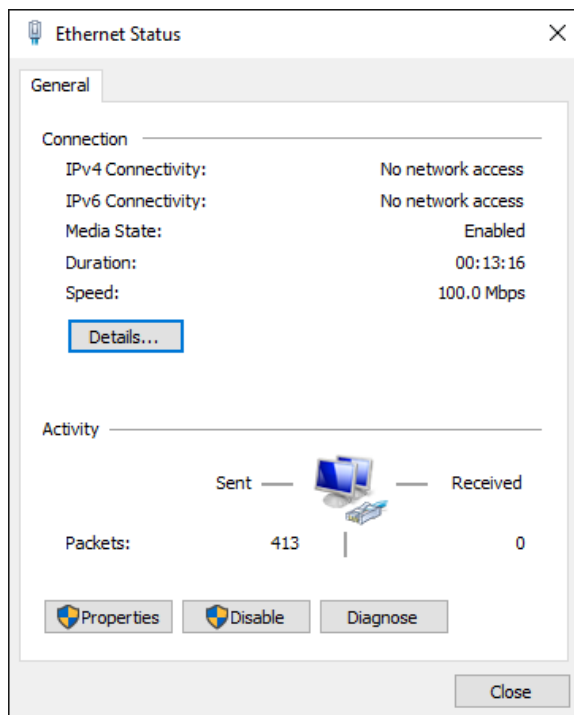 Ethernet Status
General
Connection
IPv4 Connectivity: No network access
IPv6 Connectivity: No network access
Media State: Enabled
Duration: 00:13:16
Speed: 100.0 Mbps
Details...
Activity
Sent Received
Packets: 413 0
Properties Disable Diagnose
Close